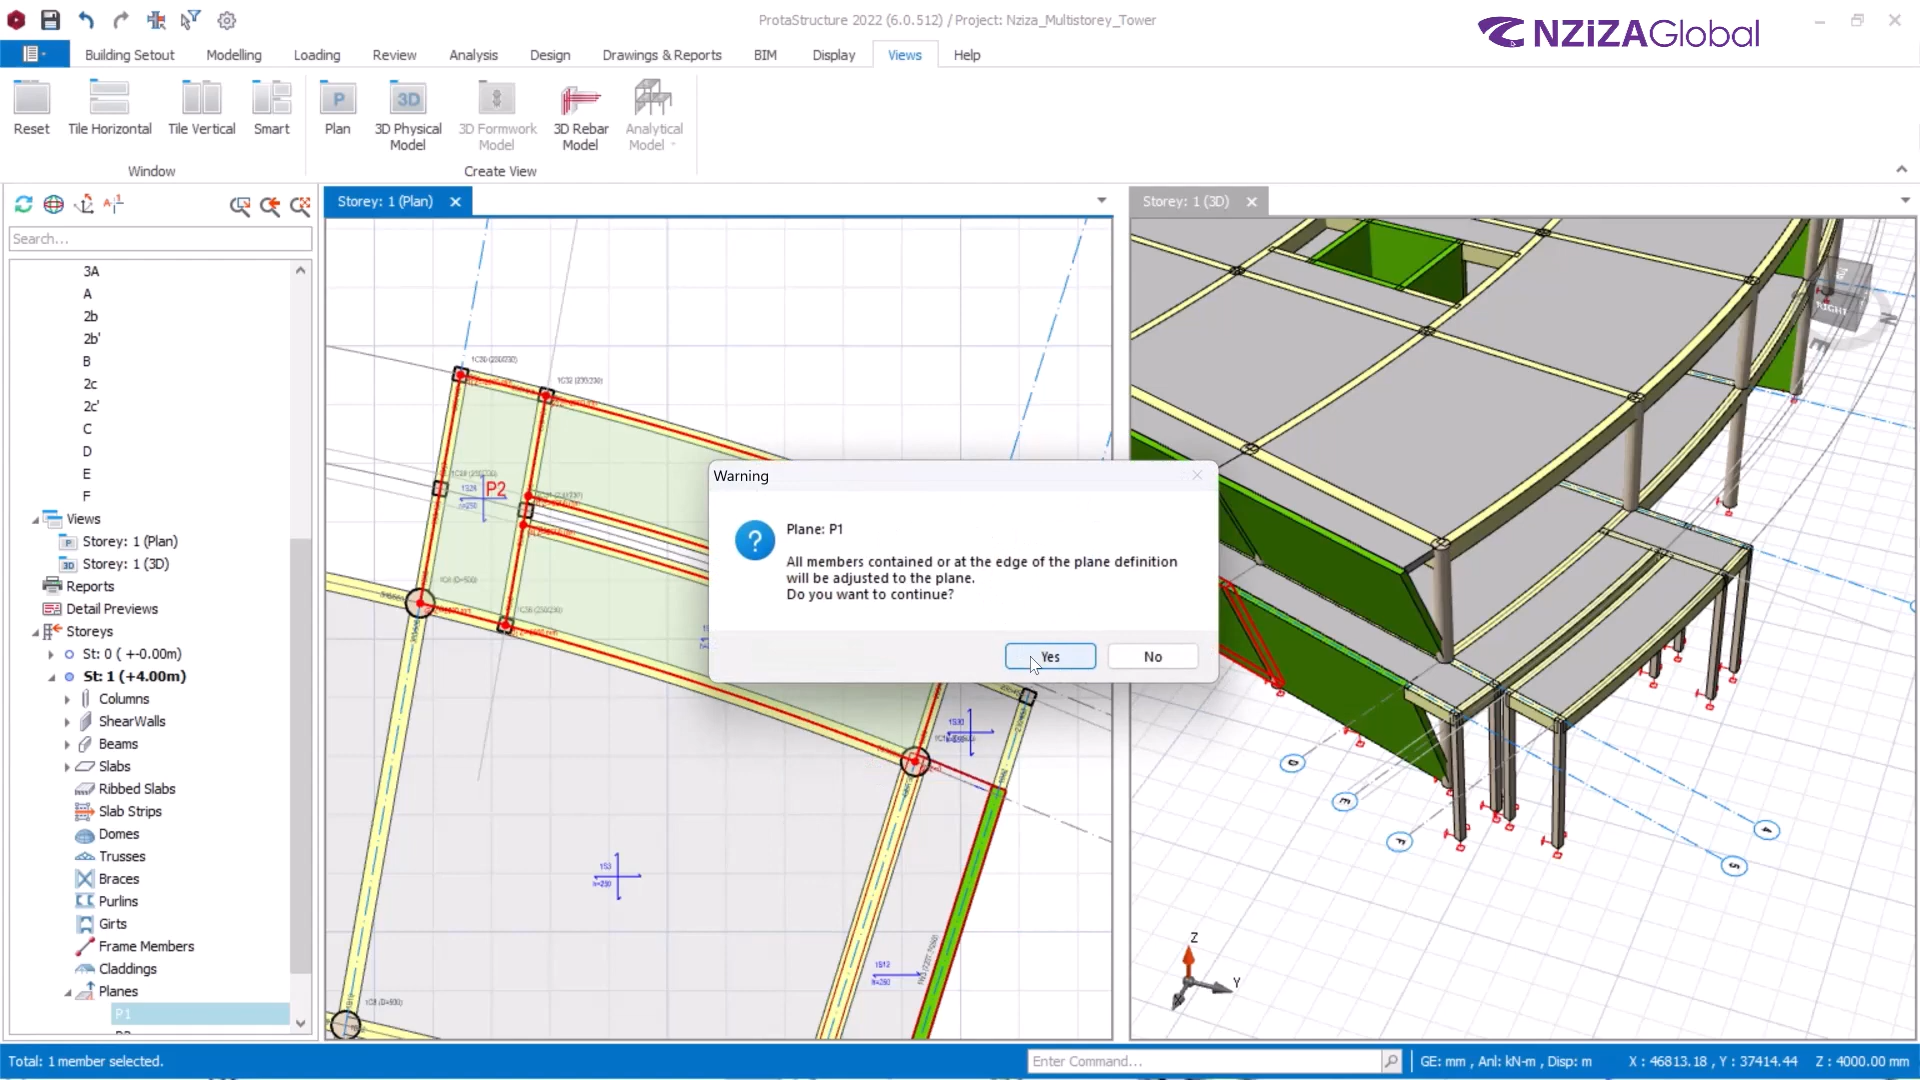 ProtaStructure 2022 (6.0.512) / Project: Nziza_Multistorey_Tower
NZiZAGlobal
Building Setout
Modelling
Loading
Review
Analysis
Design
Drawings & Reports
BIM
Display
Views
Help
Reset
Tile Horizontal
Tile Vertical
Smart
Plan
3D Physical Model
3D Formwork Model
3D Rebar Model
Analytical Model
Window
Create View
Search...
Storey: 1 (Plan)
Storey: 1 (3D)
3A
A
2b
2b'
B
2c
2c'
C
D
E
F
Views
Storey: 1 (Plan)
Storey: 1 (3D)
Reports
Detail Previews
Storeys
St: 0 ( +-0.00m)
St: 1 (+4.00m)
Columns
ShearWalls
Beams
Slabs
Ribbed Slabs
Slab Strips
Domes
Trusses
Braces
Purlins
Girts
Frame Members
Claddings
Planes
P1
P2
1S3
1S12
Warning
Plane: P1
All members contained or at the edge of the plane definition
will be adjusted to the plane.
Do you want to continue?
Yes
No
RIGHT
N
E
D
E
F
4
5
Z
Y
Total: 1 member selected.
Enter Command...
GE: mm , Anl: kN-m , Disp: m
X : 46813.18 , Y : 37414.44
Z : 4000.00 mm